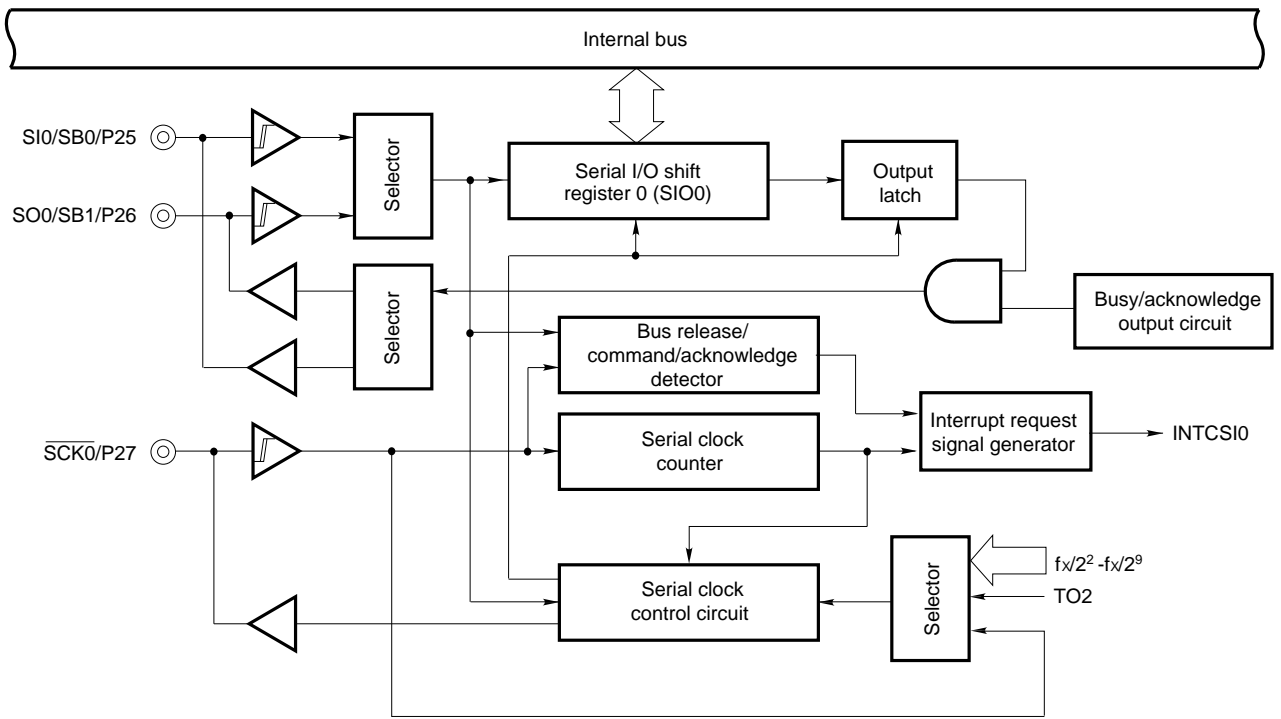 Internal bus
SI0/SB0/P25
Selector
Serial I/O shift
register 0 (SIO0)
Output
latch
SO0/SB1/P26
Selector
Busy/acknowledge
output circuit
Bus release/
command/acknowledge
detector
Interrupt request
signal generator
INTCSI0
SCK0/P27
Serial clock
counter
Selector
fx/2² -fx/2⁹
TO2
Serial clock
control circuit